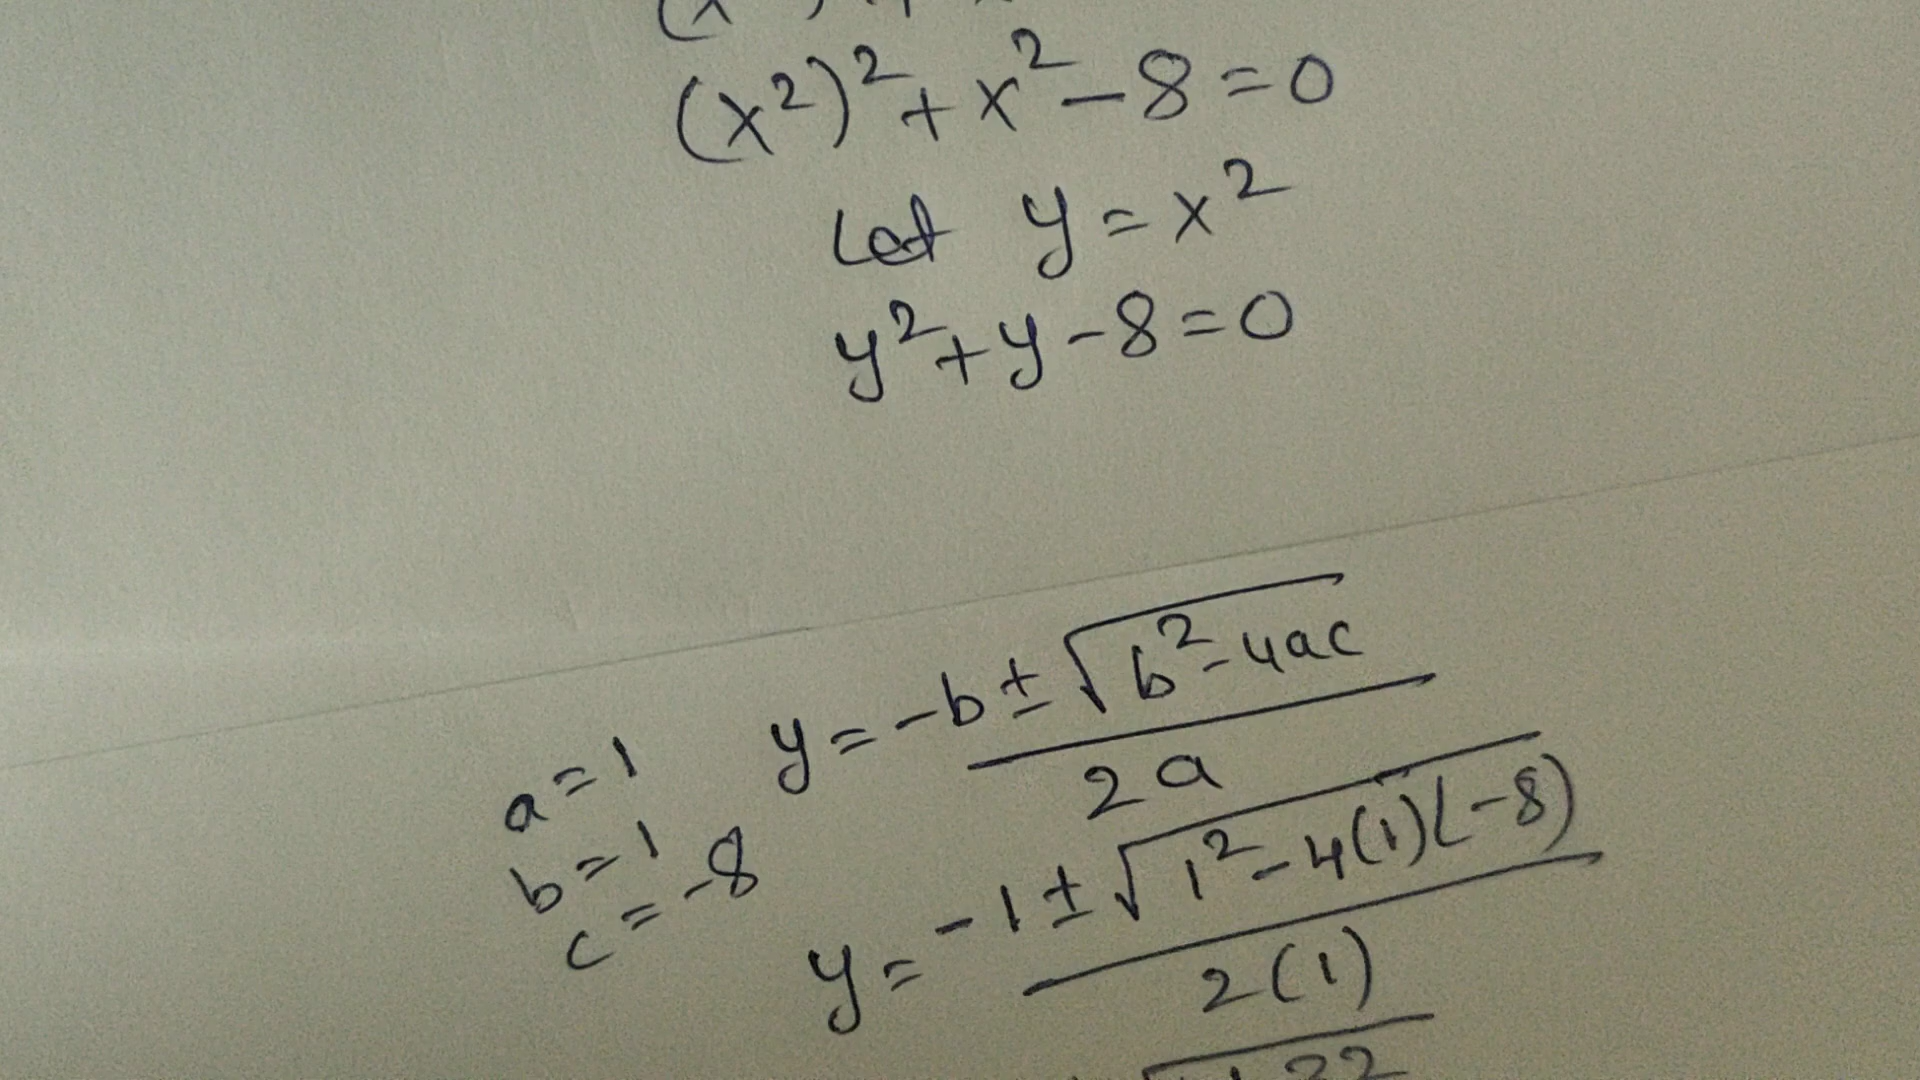 (x²)²+x²-8=0
Let y=x²
y²+y-8=0
y=-b±√b²-4ac
2a
a=1
b=1
c=-8
y=-1±√1²-4(1)(-8)
2(1)